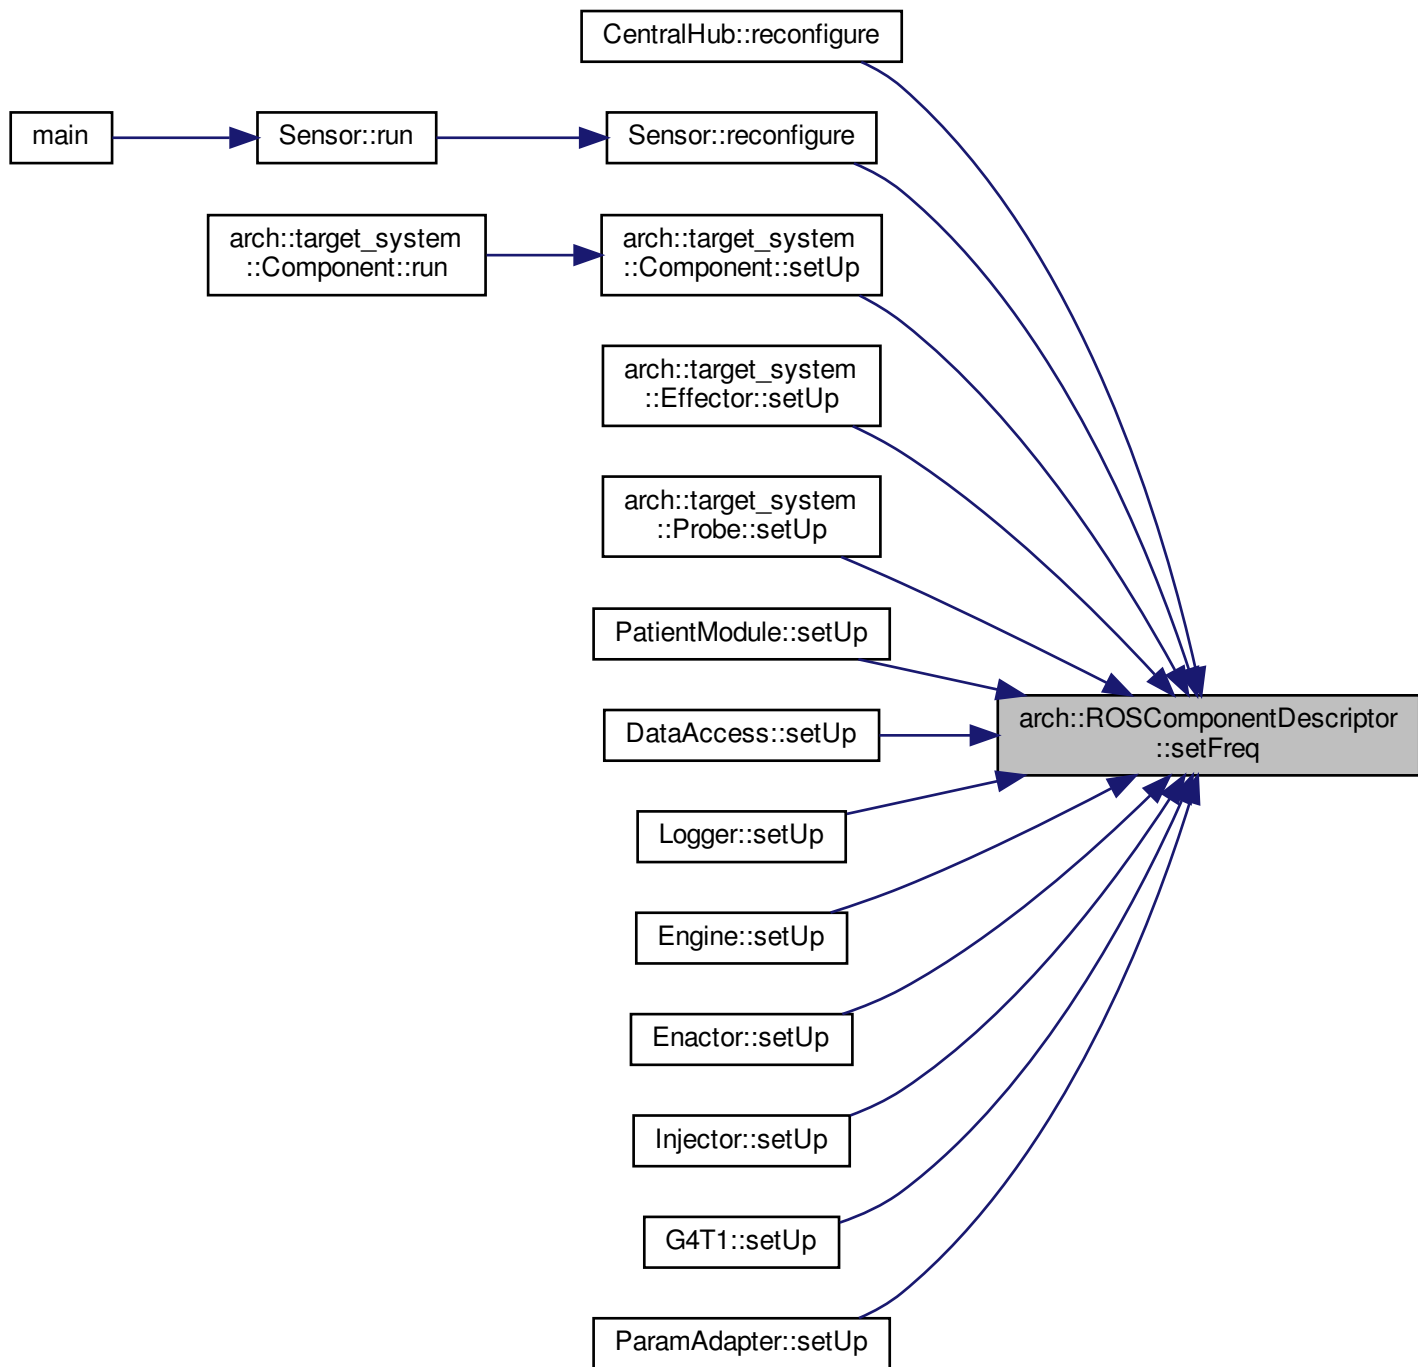 CentralHub::reconfigure
main
Sensor::run
Sensor::reconfigure
arch::target_system
::Component::run
arch::target_system
::Component::setUp
arch::target_system
::Effector::setUp
arch::target_system
::Probe::setUp
PatientModule::setUp
DataAccess::setUp
arch::ROSComponentDescriptor
::setFreq
Logger::setUp
Engine::setUp
Enactor::setUp
Injector::setUp
G4T1::setUp
ParamAdapter::setUp